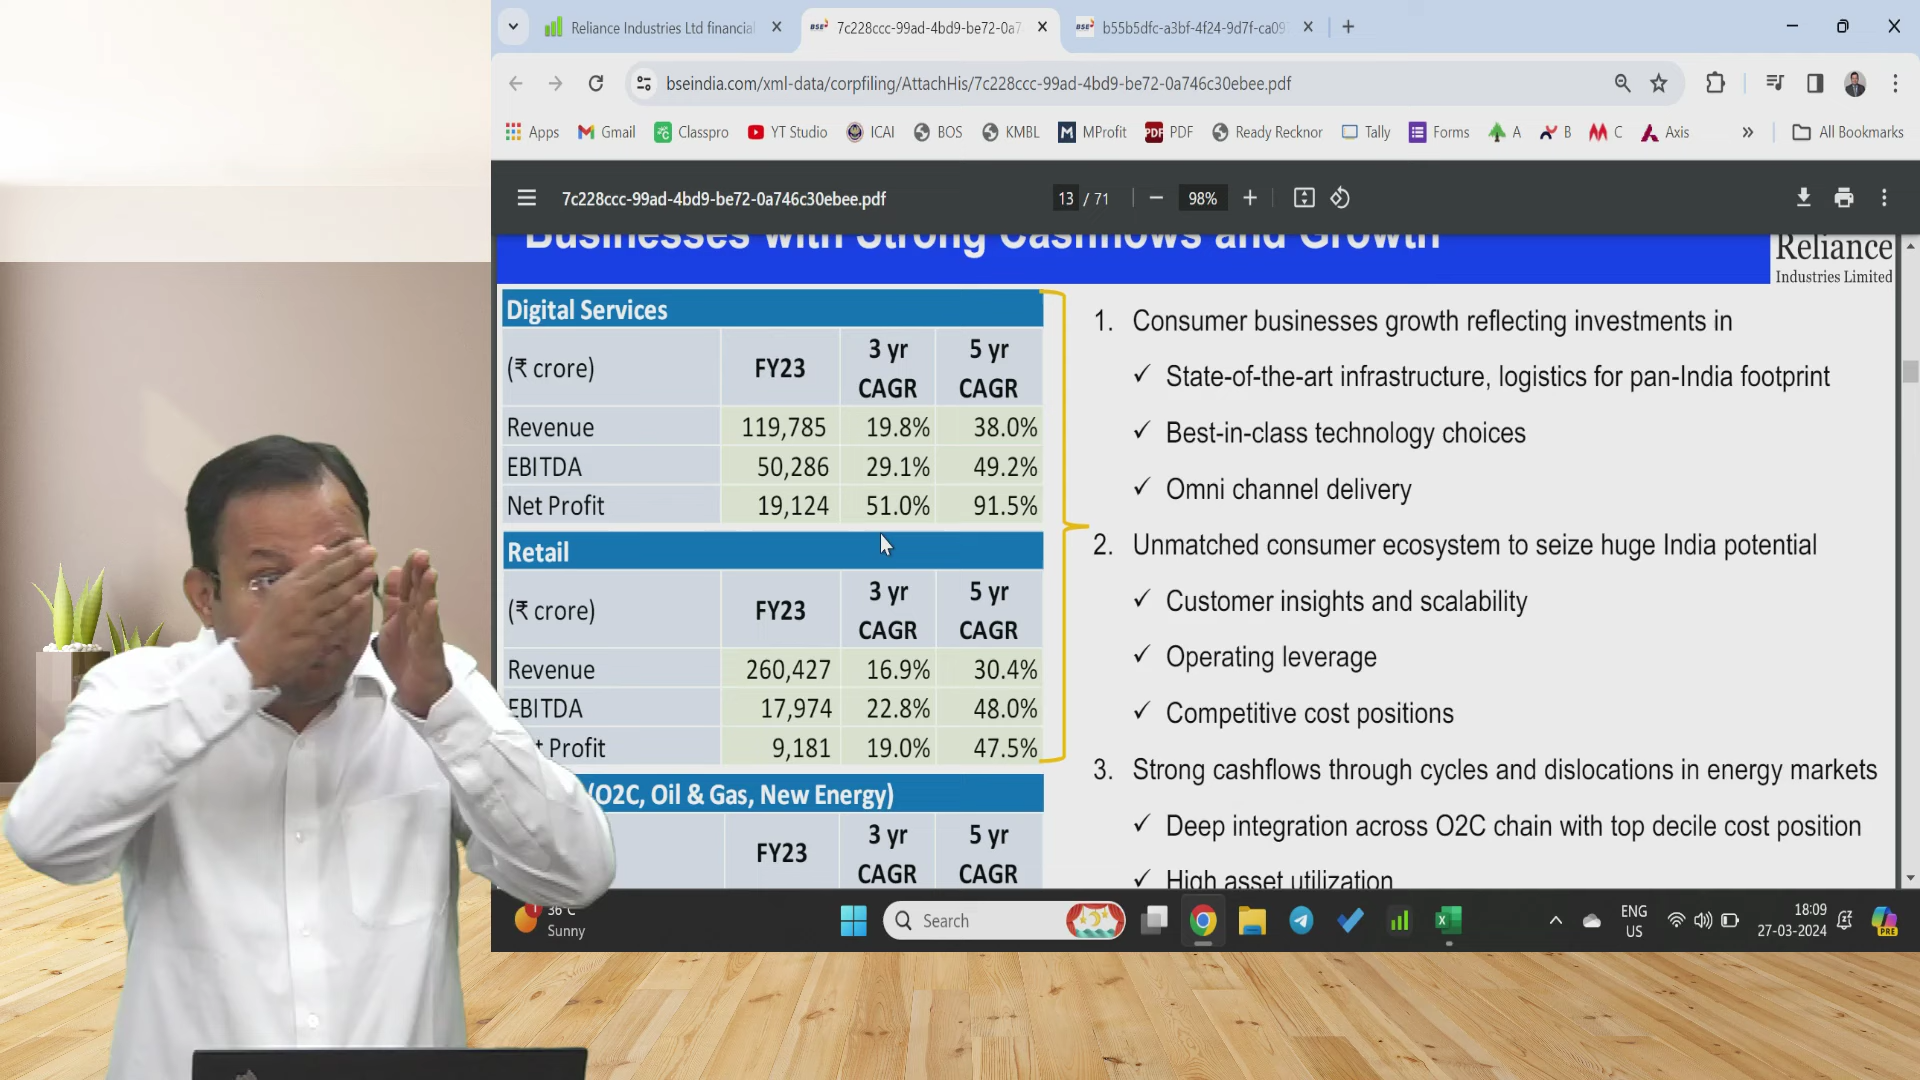 Reliance Industries Ltd financia
7c228ccc-99ad-4bd9-be72-0a7
b55b5dfc-a3bf-4f24-9d7f-ca09
bseindia.com/xml-data/corpfiling/AttachHis/7c228ccc-99ad-4bd9-be72-0a746c30ebee.pdf
Apps Gmail Classpro YT Studio ICAI BOS KMBL MProfit PDF Ready Recknor Tally Forms A B C Axis » All Bookmarks
7c228ccc-99ad-4bd9-be72-0a746c30ebee.pdf 13 / 71 98%
Businesses with Strong Cashflows and Growth
Reliance
Industries Limited
Digital Services
(₹ crore) FY23 3 yr CAGR 5 yr CAGR
Revenue 119,785 19.8% 38.0%
EBITDA 50,286 29.1% 49.2%
Net Profit 19,124 51.0% 91.5%
Retail
(₹ crore) FY23 3 yr CAGR 5 yr CAGR
Revenue 260,427 16.9% 30.4%
EBITDA 17,974 22.8% 48.0%
t Profit 9,181 19.0% 47.5%
(O2C, Oil & Gas, New Energy)
FY23 3 yr CAGR 5 yr CAGR
1. Consumer businesses growth reflecting investments in
✓ State-of-the-art infrastructure, logistics for pan-India footprint
✓ Best-in-class technology choices
✓ Omni channel delivery
2. Unmatched consumer ecosystem to seize huge India potential
✓ Customer insights and scalability
✓ Operating leverage
✓ Competitive cost positions
3. Strong cashflows through cycles and dislocations in energy markets
✓ Deep integration across O2C chain with top decile cost position
✓ High asset utilization
36°C
Sunny
Search
ENG
US
18:09
27-03-2024